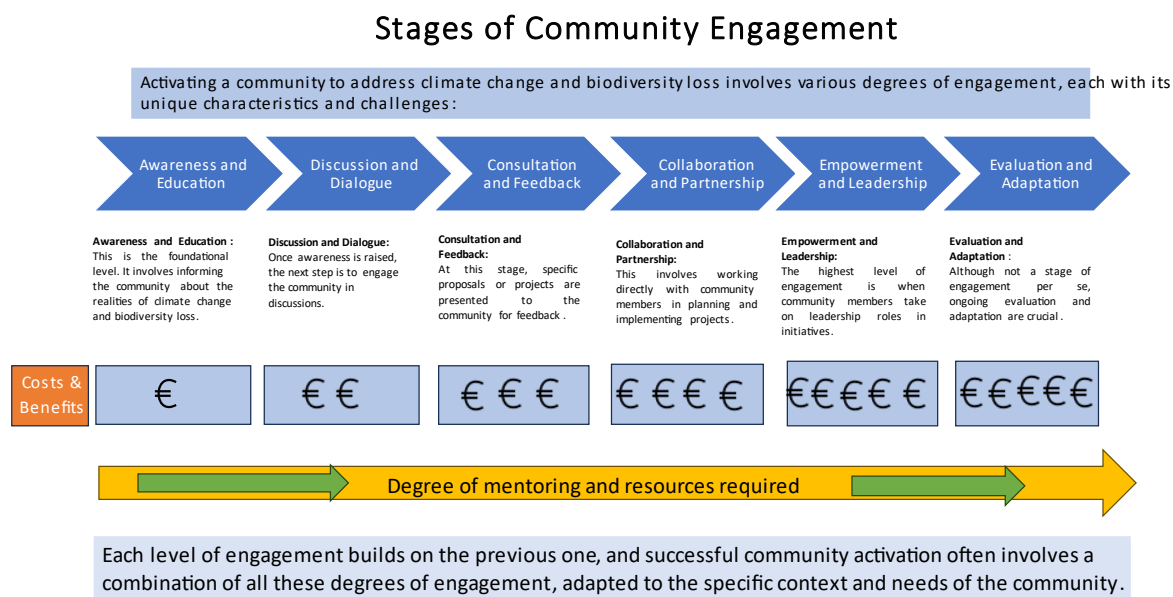 Stages of Community Engagement
Activating a community to address climate change and biodiversity loss involves various degrees of engagement, each with its
unique characteristics and challenges:
Awareness and
Education
Discussion and
Dialogue
Consultation
and Feedback
Collaboration
and Partnership
Empowerment
and Leadership
Evaluation and
Adaptation
Awareness and Education :
This is the foundational
level. It involves informing
the community about the
realities of climate change
and biodiversity loss.
Discussion and Dialogue:
Once awareness is raised,
the next step is to engage
the community in
discussions.
Consultation and
Feedback:
At this stage, specific
proposals or projects are
presented to the
community for feedback .
Collaboration and
Partnership:
This involves working
directly with community
members in planning and
implementing projects.
Empowerment and
Leadership:
The highest level of
engagement is when
community members take
on leadership roles in
initiatives.
Evaluation and
Adaptation :
Although not a stage of
engagement per se,
ongoing evaluation and
adaptation are crucial .
Costs &
Benefits
€
€ €
€ € €
€ € € €
€ € € € €
€ € € € €
Degree of mentoring and resources required
Each level of engagement builds on the previous one, and successful community activation often involves a
combination of all these degrees of engagement, adapted to the specific context and needs of the community.